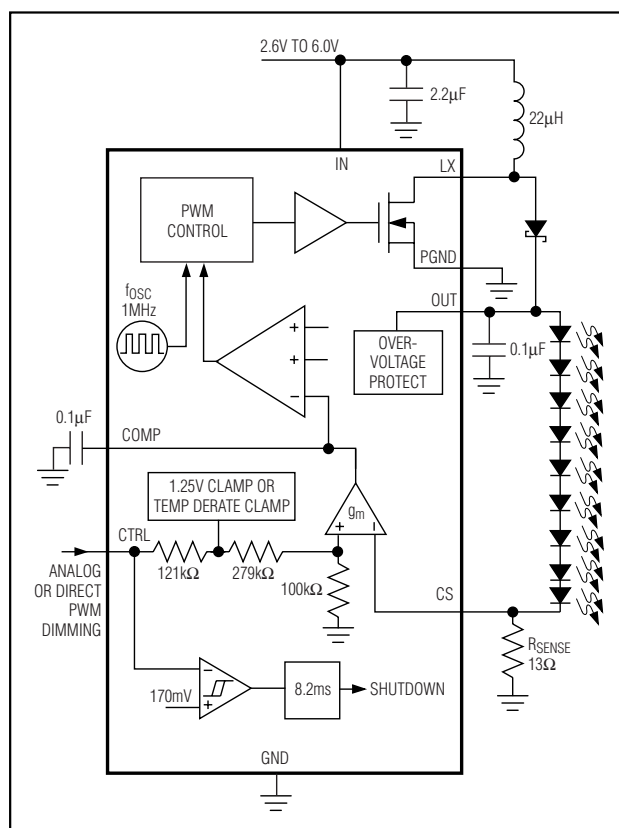 2.6V TO 6.0V
2.2µF
22µH
IN
LX
PWM
CONTROL
PGND
fOSC
1MHz
OUT
OVER-
VOLTAGE
PROTECT
0.1µF
+
+
−
0.1µF
COMP
1.25V CLAMP OR
TEMP DERATE CLAMP
gm
+ −
CTRL
121kΩ
279kΩ
100kΩ
ANALOG
OR DIRECT
PWM
DIMMING
CS
RSENSE
13Ω
−
170mV
+
8.2ms
SHUTDOWN
GND